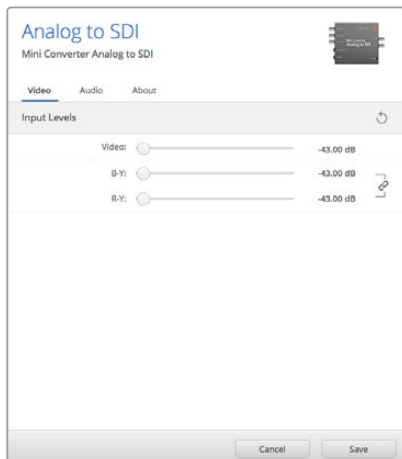 Analog to SDI
Mini Converter Analog to SDI
Video Audio About
Input Levels
Video: -43.00 dB
B-Y: -43.00 dB
R-Y: -43.00 dB
Cancel Save